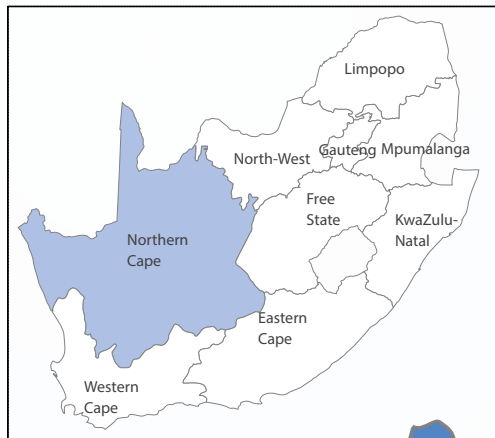 Limpopo
North-West
Gauteng
Mpumalanga
Free
State
KwaZulu-
Natal
Northern
Cape
Eastern
Cape
Western
Cape